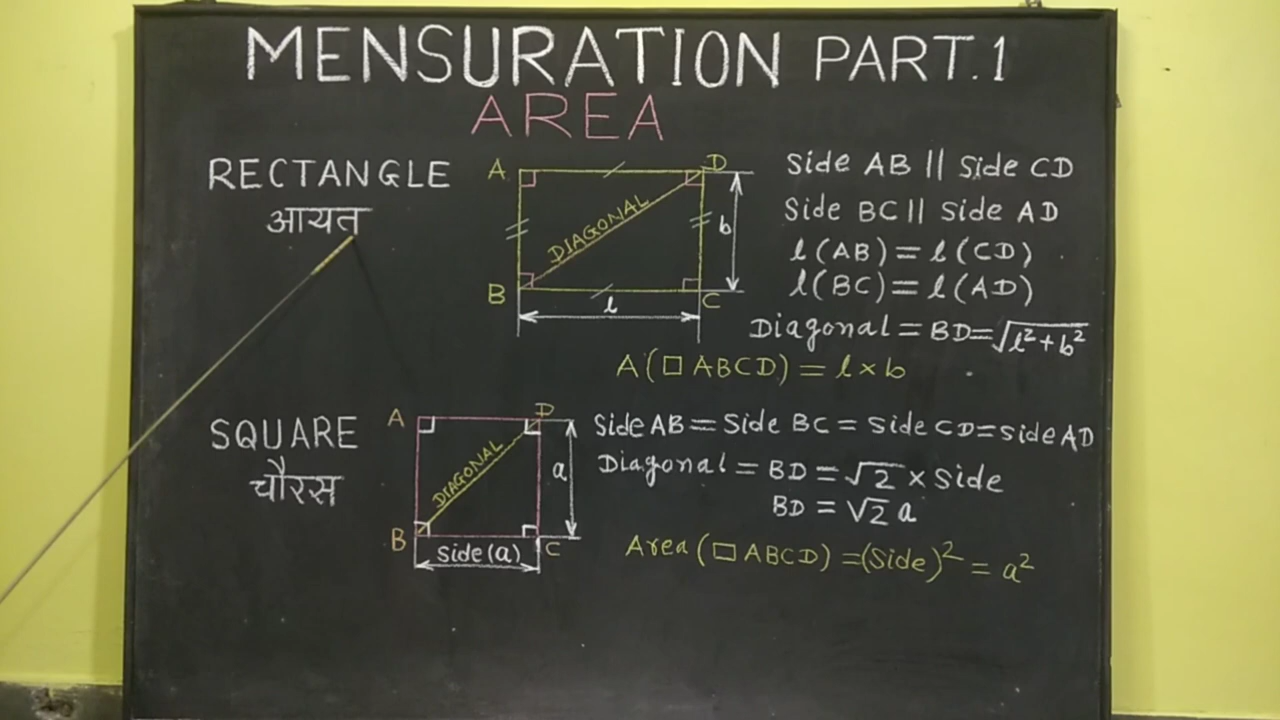 MENSURATION PART.1
AREA
RECTANGLE
आयत
A
D
DIAGONAL
b
B
C
l
Side AB || Side CD
Side BC || Side AD
l(AB) = l(CD)
l(BC) = l(AD)
Diagonal = BD = √l²+b²
A(□ ABCD) = l × b
SQUARE
चौरस
A
D
DIAGONAL
a
B
C
side (a)
Side AB = Side BC = Side CD = Side AD
Diagonal = BD = √2 × Side
BD = √2 a
Area (□ ABCD) = (Side)² = a²